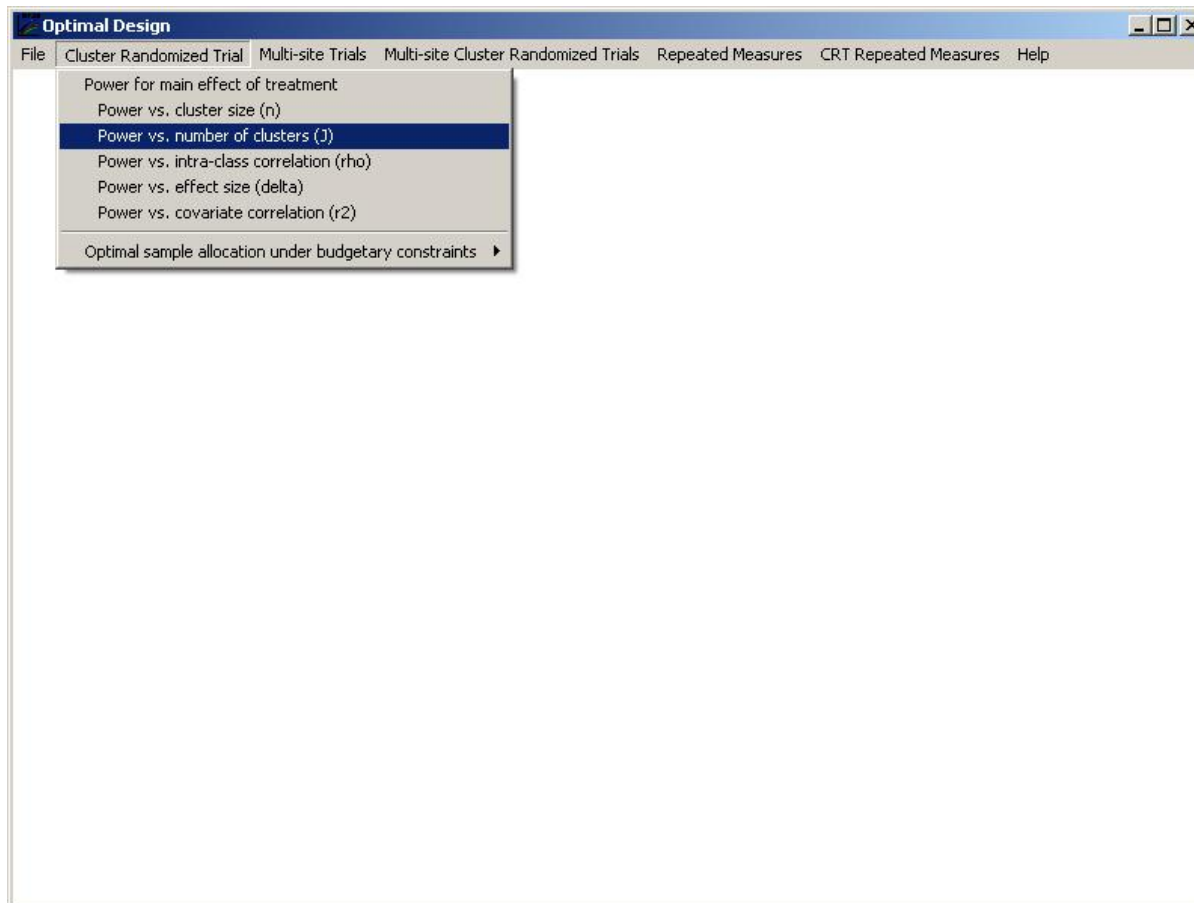 Optimal Design
File Cluster Randomized Trial Multi-site Trials Multi-site Cluster Randomized Trials Repeated Measures CRT Repeated Measures Help
Power for main effect of treatment
Power vs. cluster size (n)
Power vs. number of clusters (J)
Power vs. intra-class correlation (rho)
Power vs. effect size (delta)
Power vs. covariate correlation (r2)
Optimal sample allocation under budgetary constraints